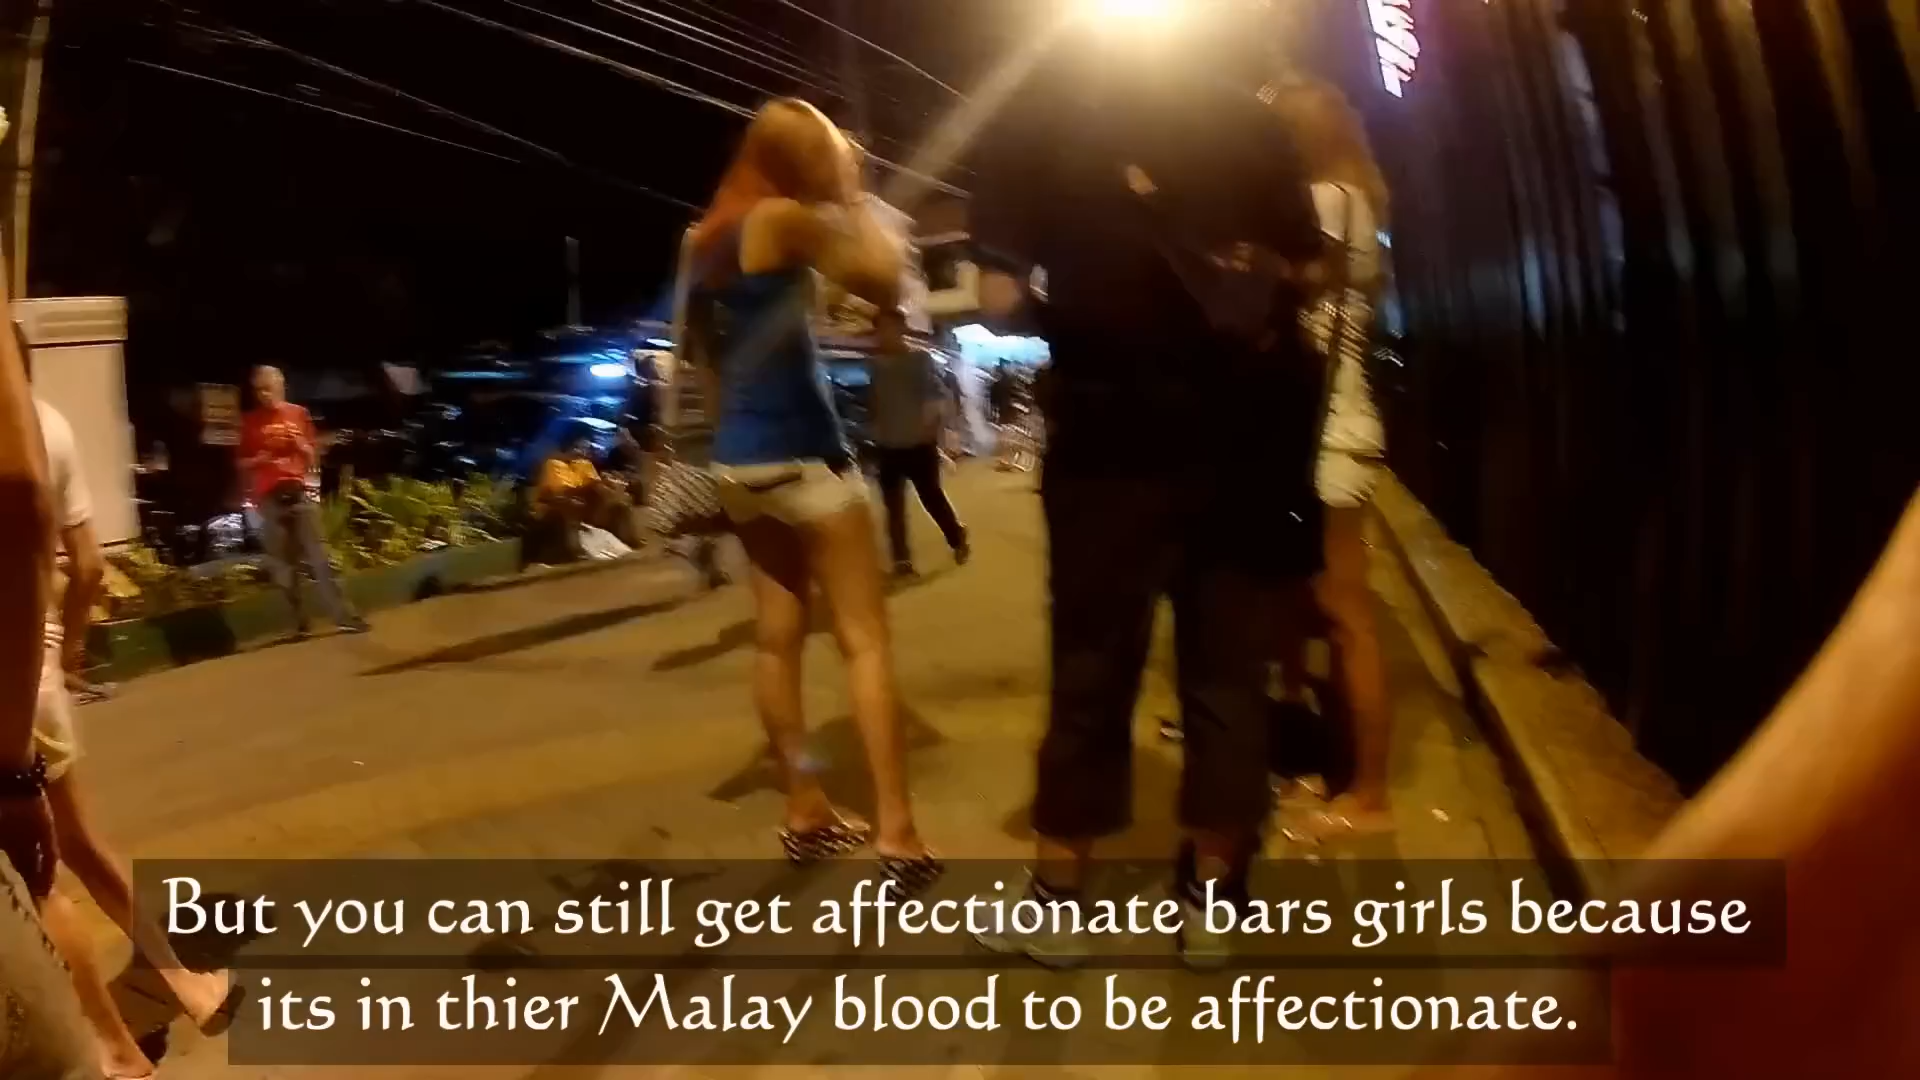 But you can still get affectionate bars girls because
its in thier Malay blood to be affectionate.